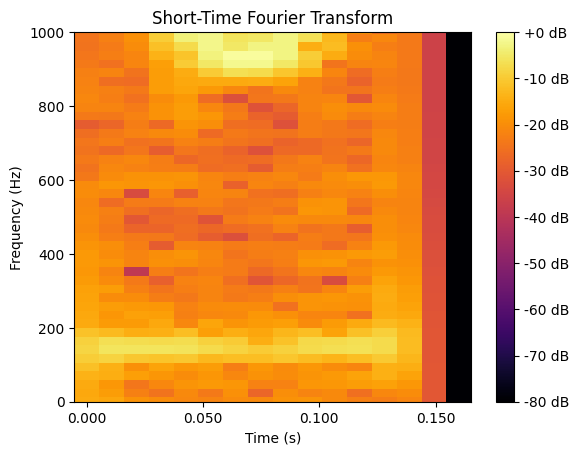 Short-Time Fourier Transform
1000
800
600
400
200
0
Frequency (Hz)
0.000
0.050
0.100
0.150
Time (s)
+0 dB
-10 dB
-20 dB
-30 dB
-40 dB
-50 dB
-60 dB
-70 dB
-80 dB